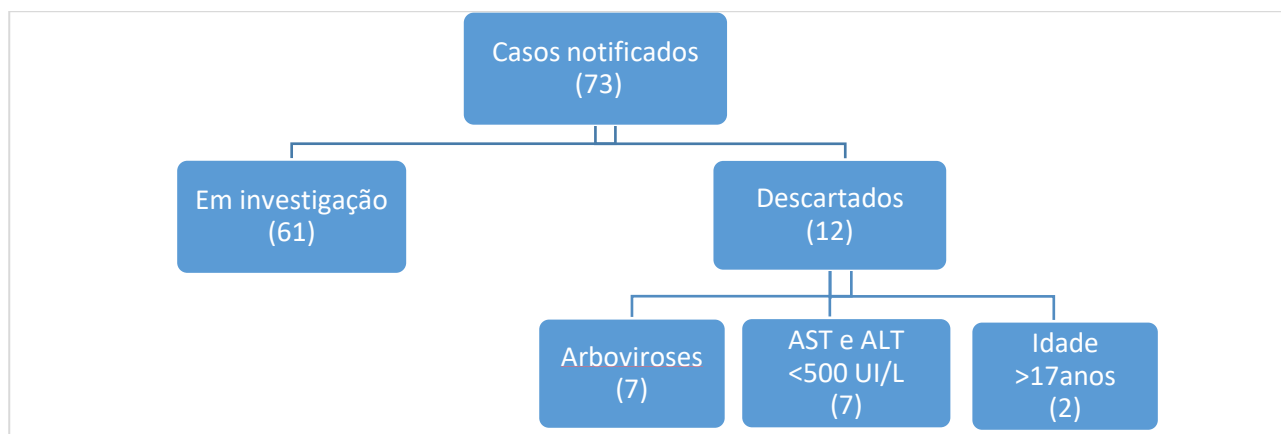 Casos notificados
(73)
Em investigação
(61)
Descartados
(12)
Arboviroses
(7)
AST e ALT
<500 UI/L
(7)
Idade
>17anos
(2)